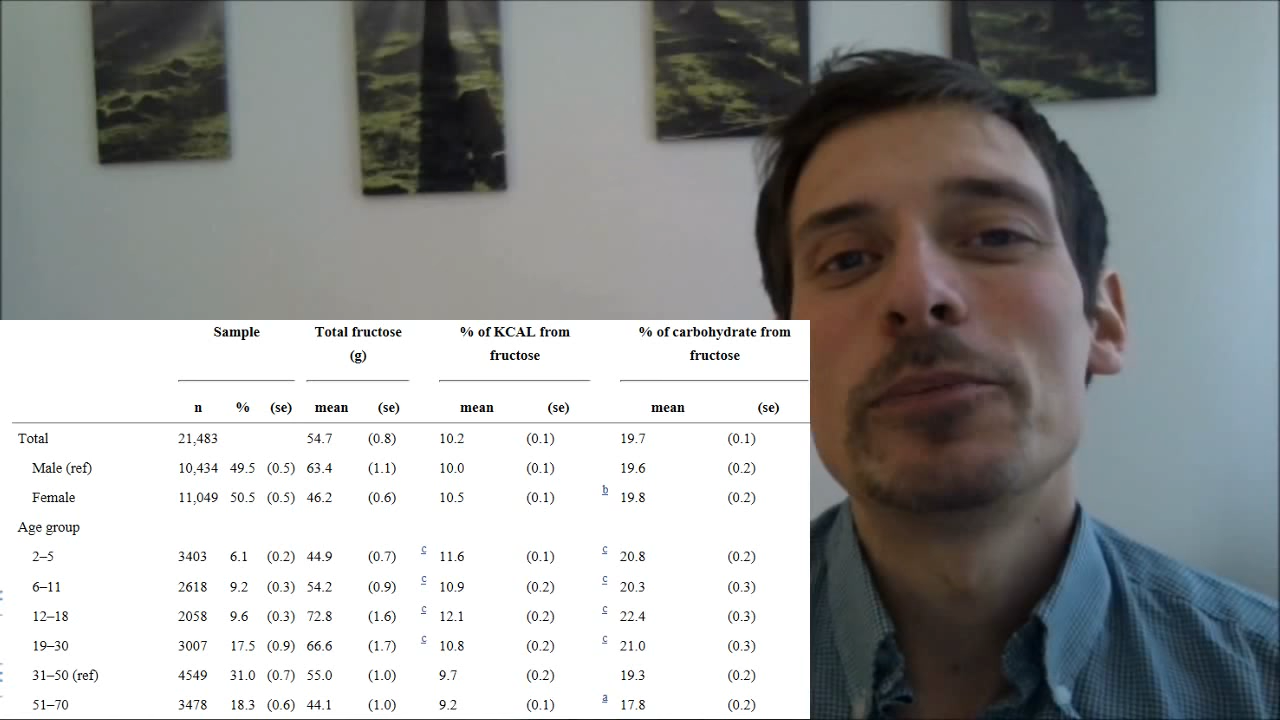 Sample Total fructose % of KCAL from % of carbohydrate from
(g) fructose fructose
n % (se) mean (se) mean (se) mean (se)
Total 21,483 54.7 (0.8) 10.2 (0.1) 19.7 (0.1)
Male (ref) 10,434 49.5 (0.5) 63.4 (1.1) 10.0 (0.1) 19.6 (0.2)
Female 11,049 50.5 (0.5) 46.2 (0.6) 10.5 (0.1) b 19.8 (0.2)
Age group
2–5 3403 6.1 (0.2) 44.9 (0.7) c 11.6 (0.1) c 20.8 (0.2)
6–11 2618 9.2 (0.3) 54.2 (0.9) c 10.9 (0.2) c 20.3 (0.3)
12–18 2058 9.6 (0.3) 72.8 (1.6) c 12.1 (0.2) c 22.4 (0.3)
19–30 3007 17.5 (0.9) 66.6 (1.7) c 10.8 (0.2) c 21.0 (0.3)
31–50 (ref) 4549 31.0 (0.7) 55.0 (1.0) 9.7 (0.2) 19.3 (0.2)
51–70 3478 18.3 (0.6) 44.1 (1.0) 9.2 (0.1) a 17.8 (0.2)